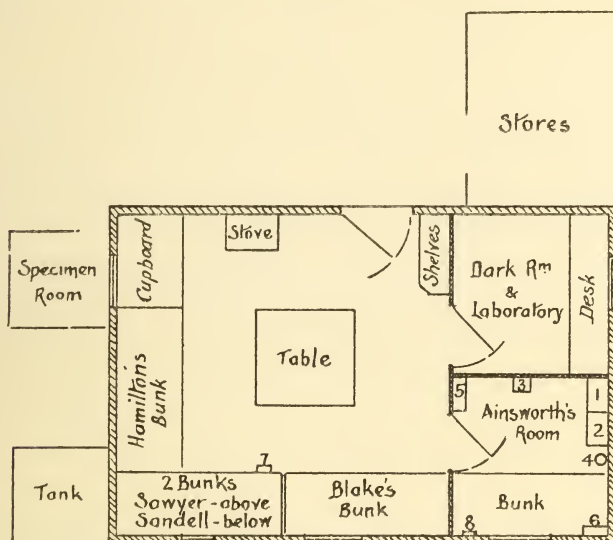 Stores
Specimen
Room
Cupboard
Stove
Shelves
Dark Rm
&
Laboratory
Desk
Hamilton's
Bunk
Table
5
3
1
2
Ainsworth's
Room
40
Tank
7
2 Bunks
Sawyer-above
Sandell-below
Blake's
Bunk
Bunk
8
6